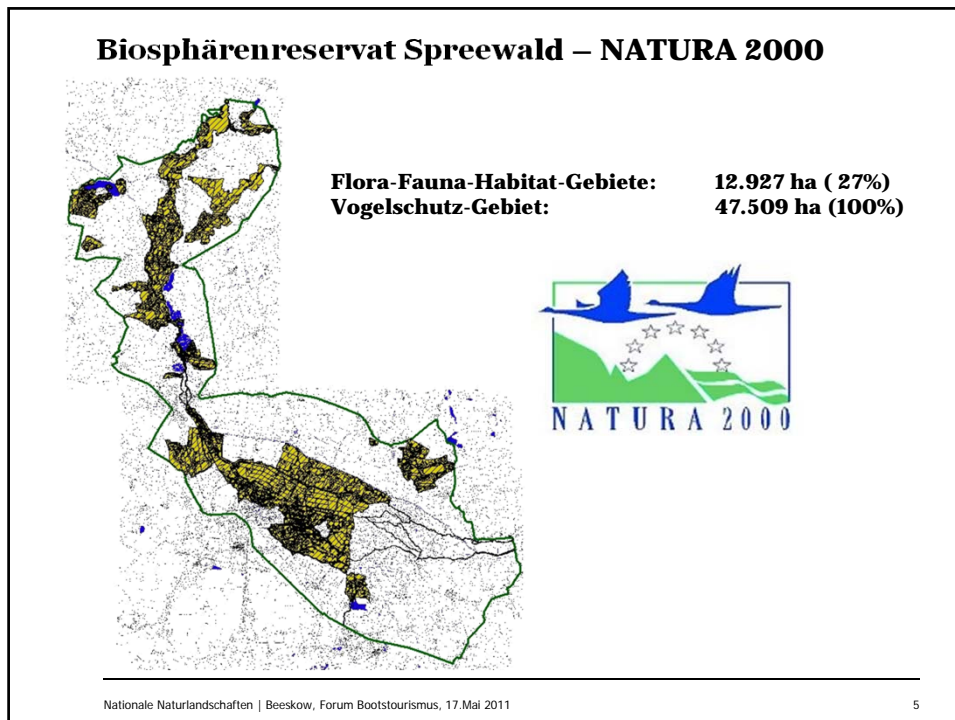 Biosphärenreservat Spreewald – NATURA 2000
Flora-Fauna-Habitat-Gebiete: 12.927 ha ( 27%)
Vogelschutz-Gebiet: 47.509 ha (100%)
NATURA 2000
Nationale Naturlandschaften | Beeskow, Forum Bootstourismus, 17.Mai 2011 5